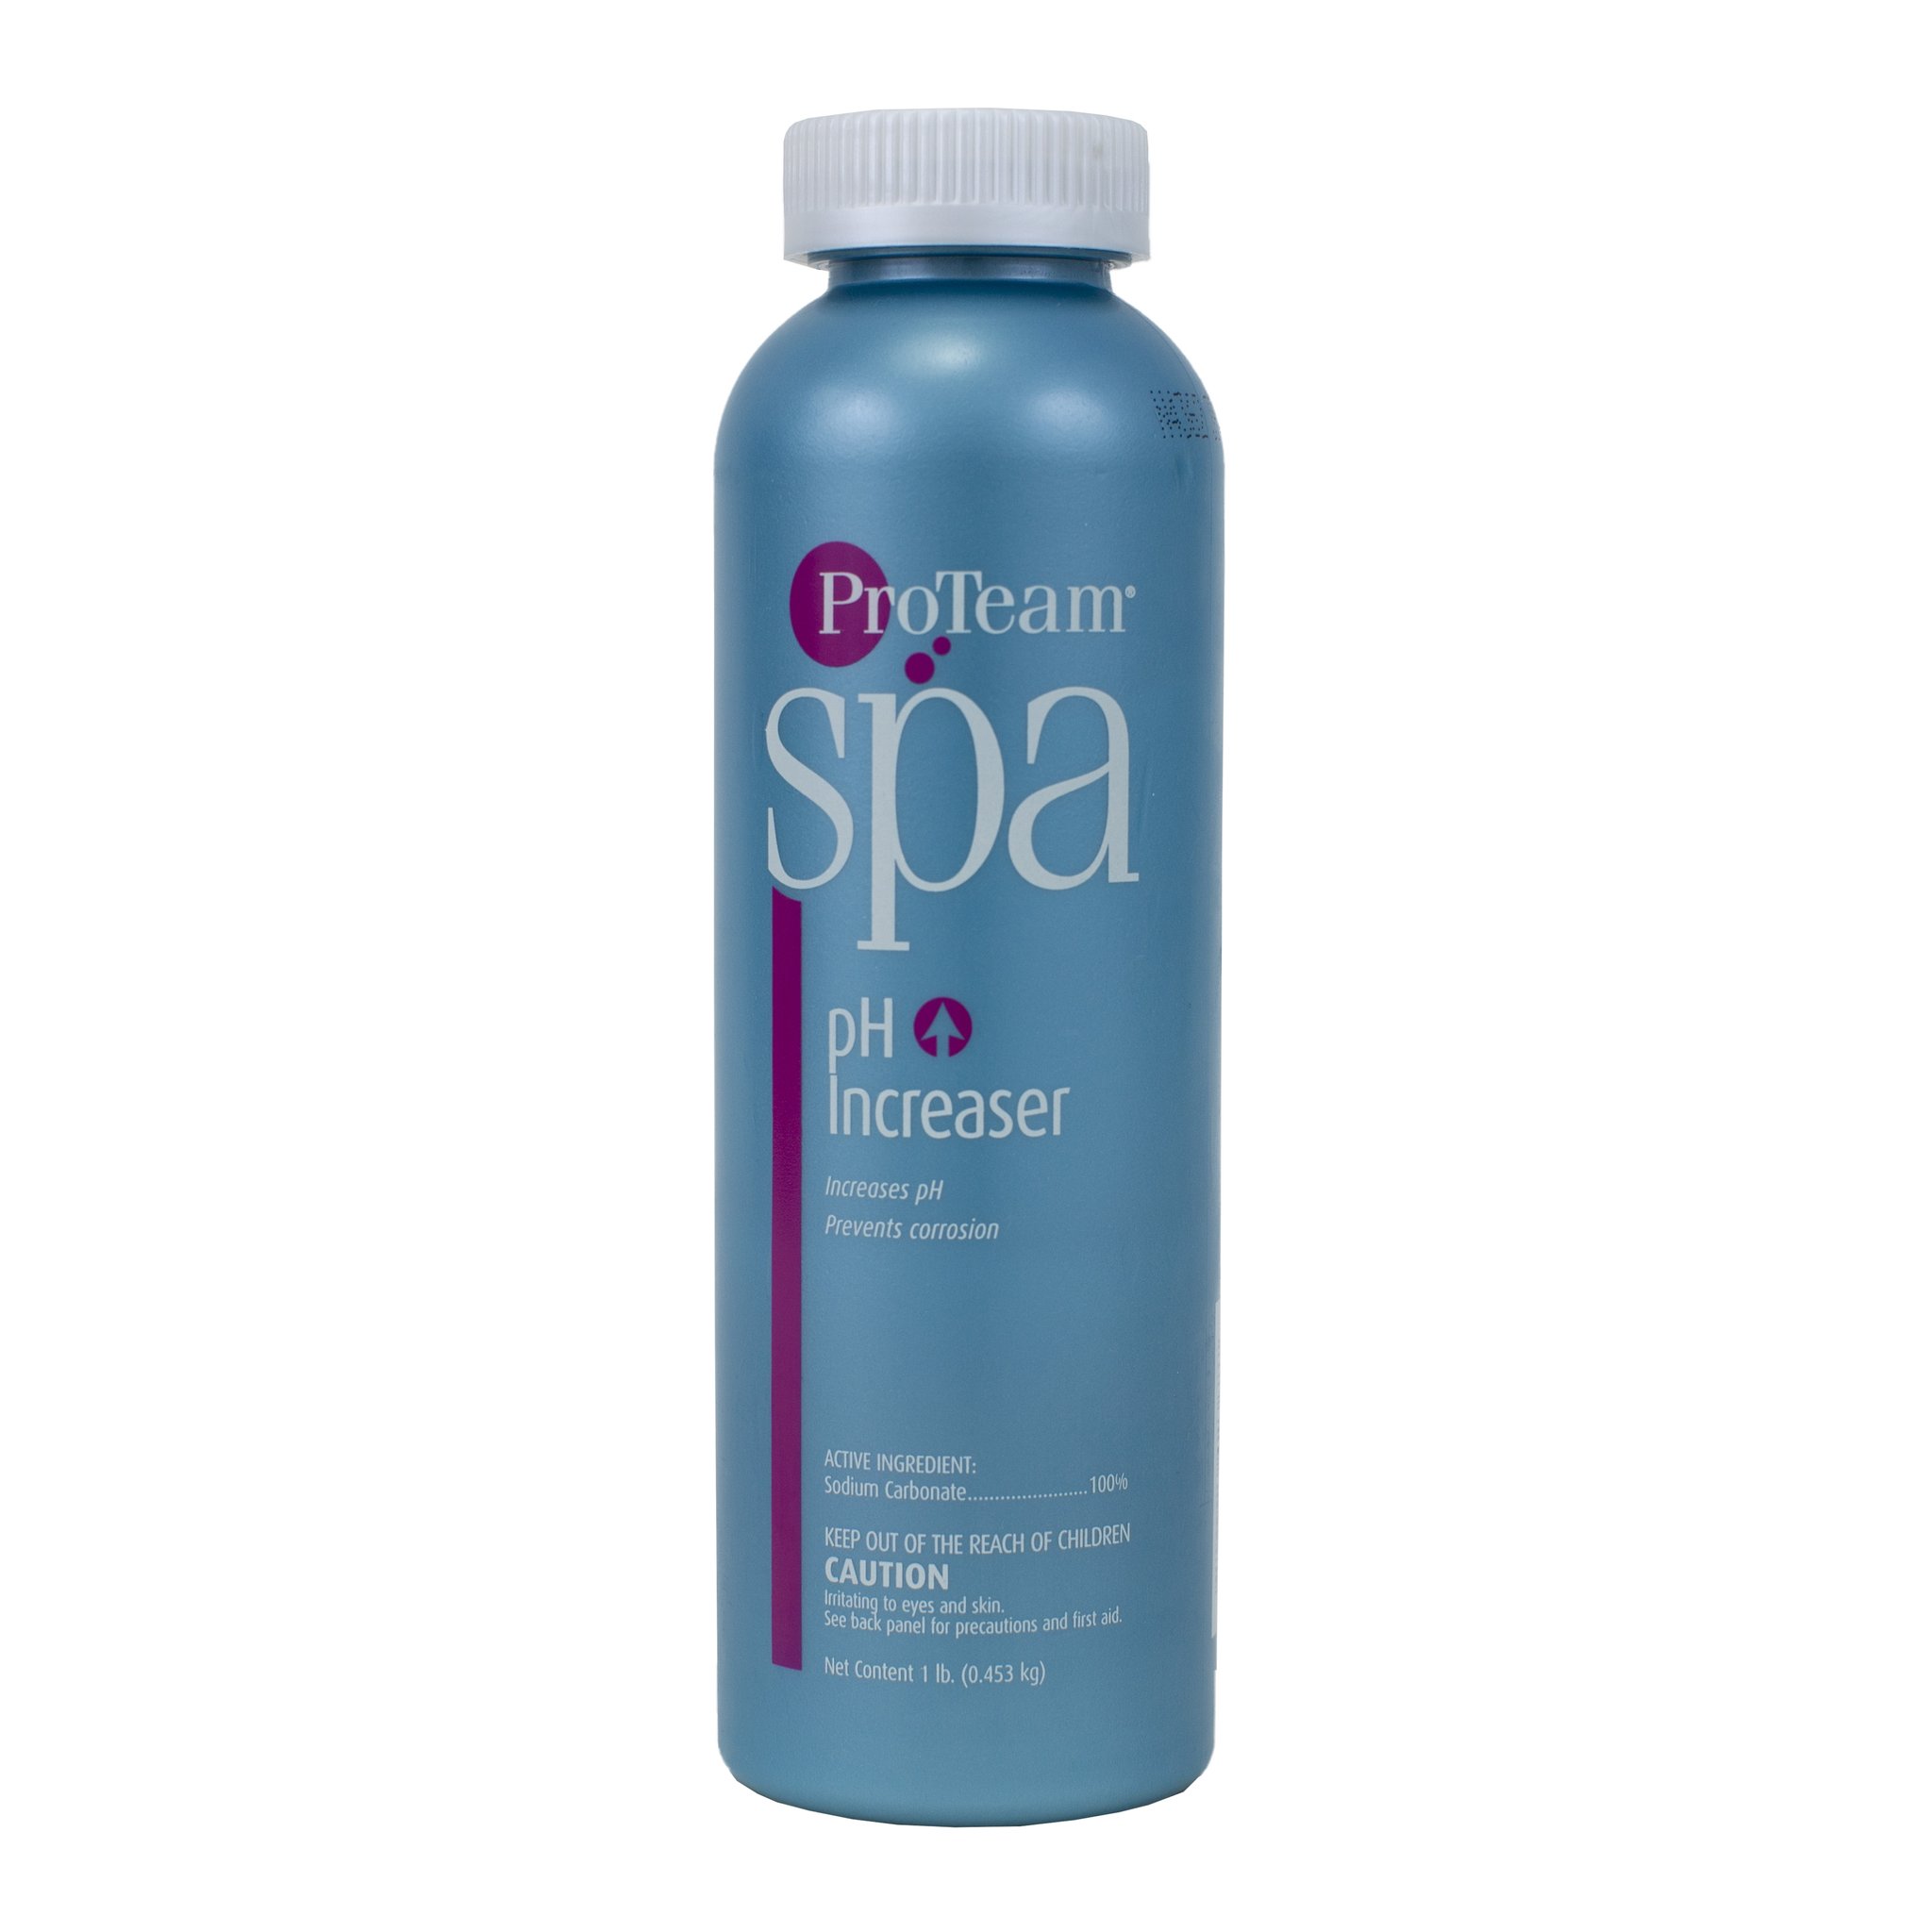 ProTeam®
spa
pH
Increaser
Increases pH
Prevents corrosion
ACTIVE INGREDIENT:
Sodium Carbonate......................100%
KEEP OUT OF THE REACH OF CHILDREN
CAUTION
Irritating to eyes and skin.
See back panel for precautions and first aid.
Net Content 1 lb. (0.453 kg)